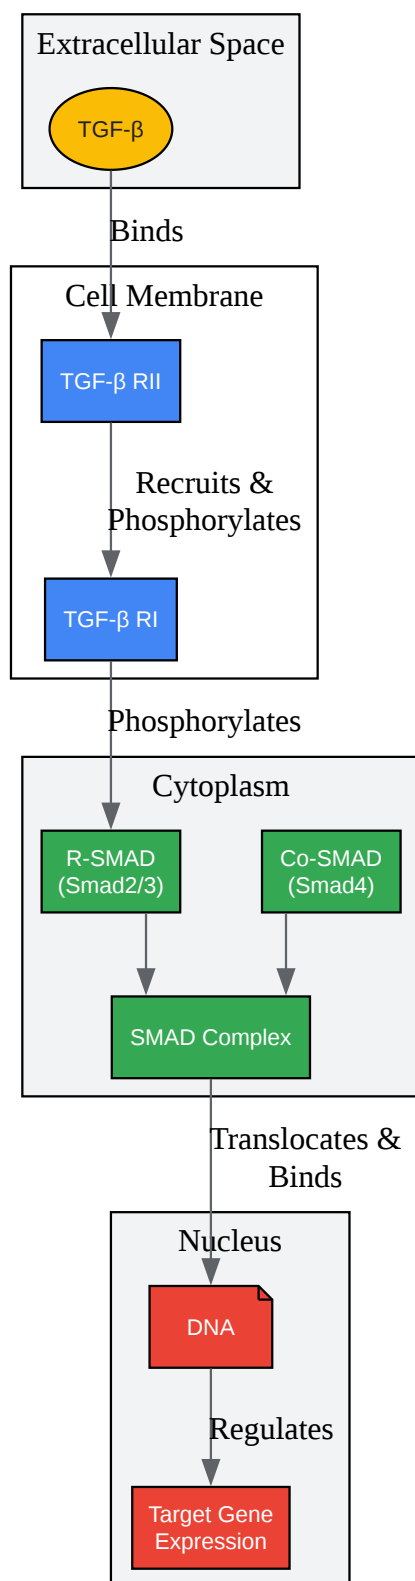 Extracellular Space
TGF-β
Binds
Cell Membrane
TGF-β RII
Recruits &
Phosphorylates
TGF-β RI
Phosphorylates
Cytoplasm
R-SMAD
(Smad2/3)
Co-SMAD
(Smad4)
SMAD Complex
Translocates &
Binds
Nucleus
DNA
Regulates
Target Gene
Expression